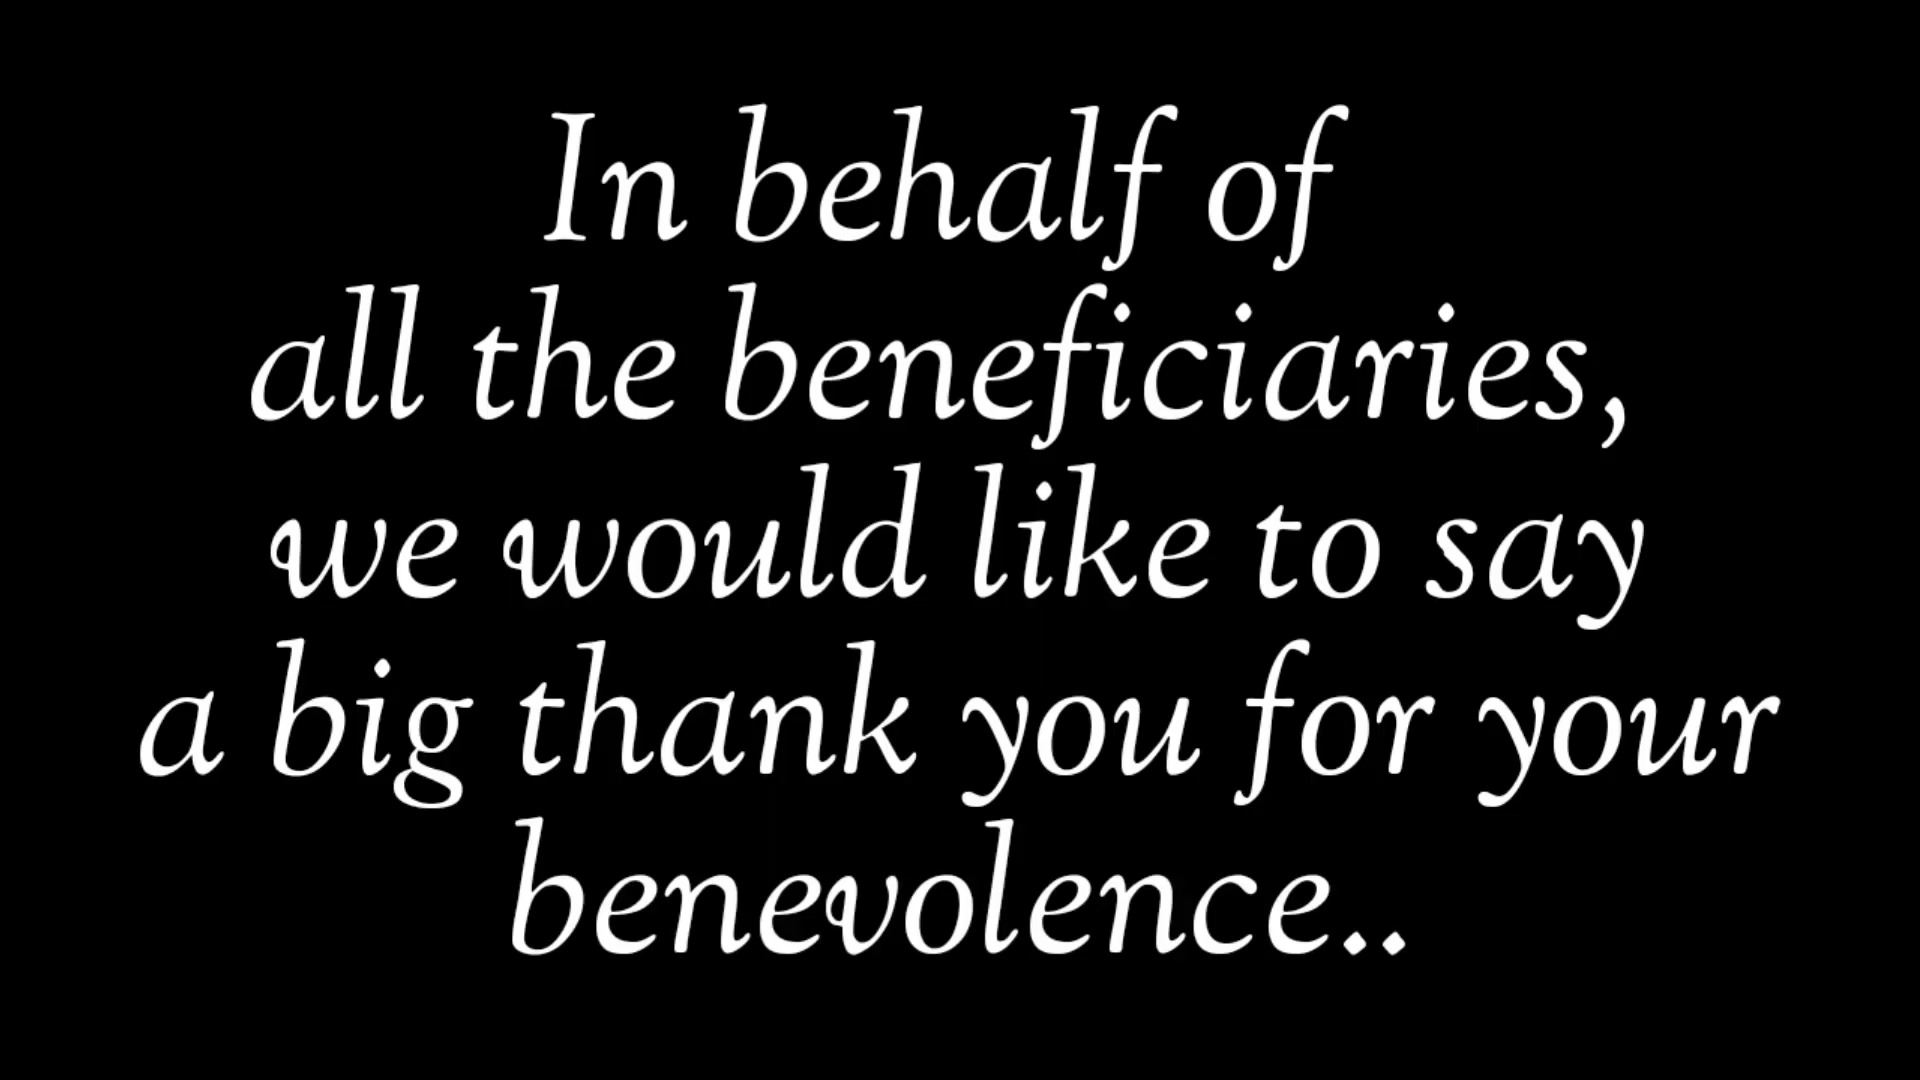 In behalf of
all the beneficiaries,
we would like to say
a big thank you for your
benevolence..